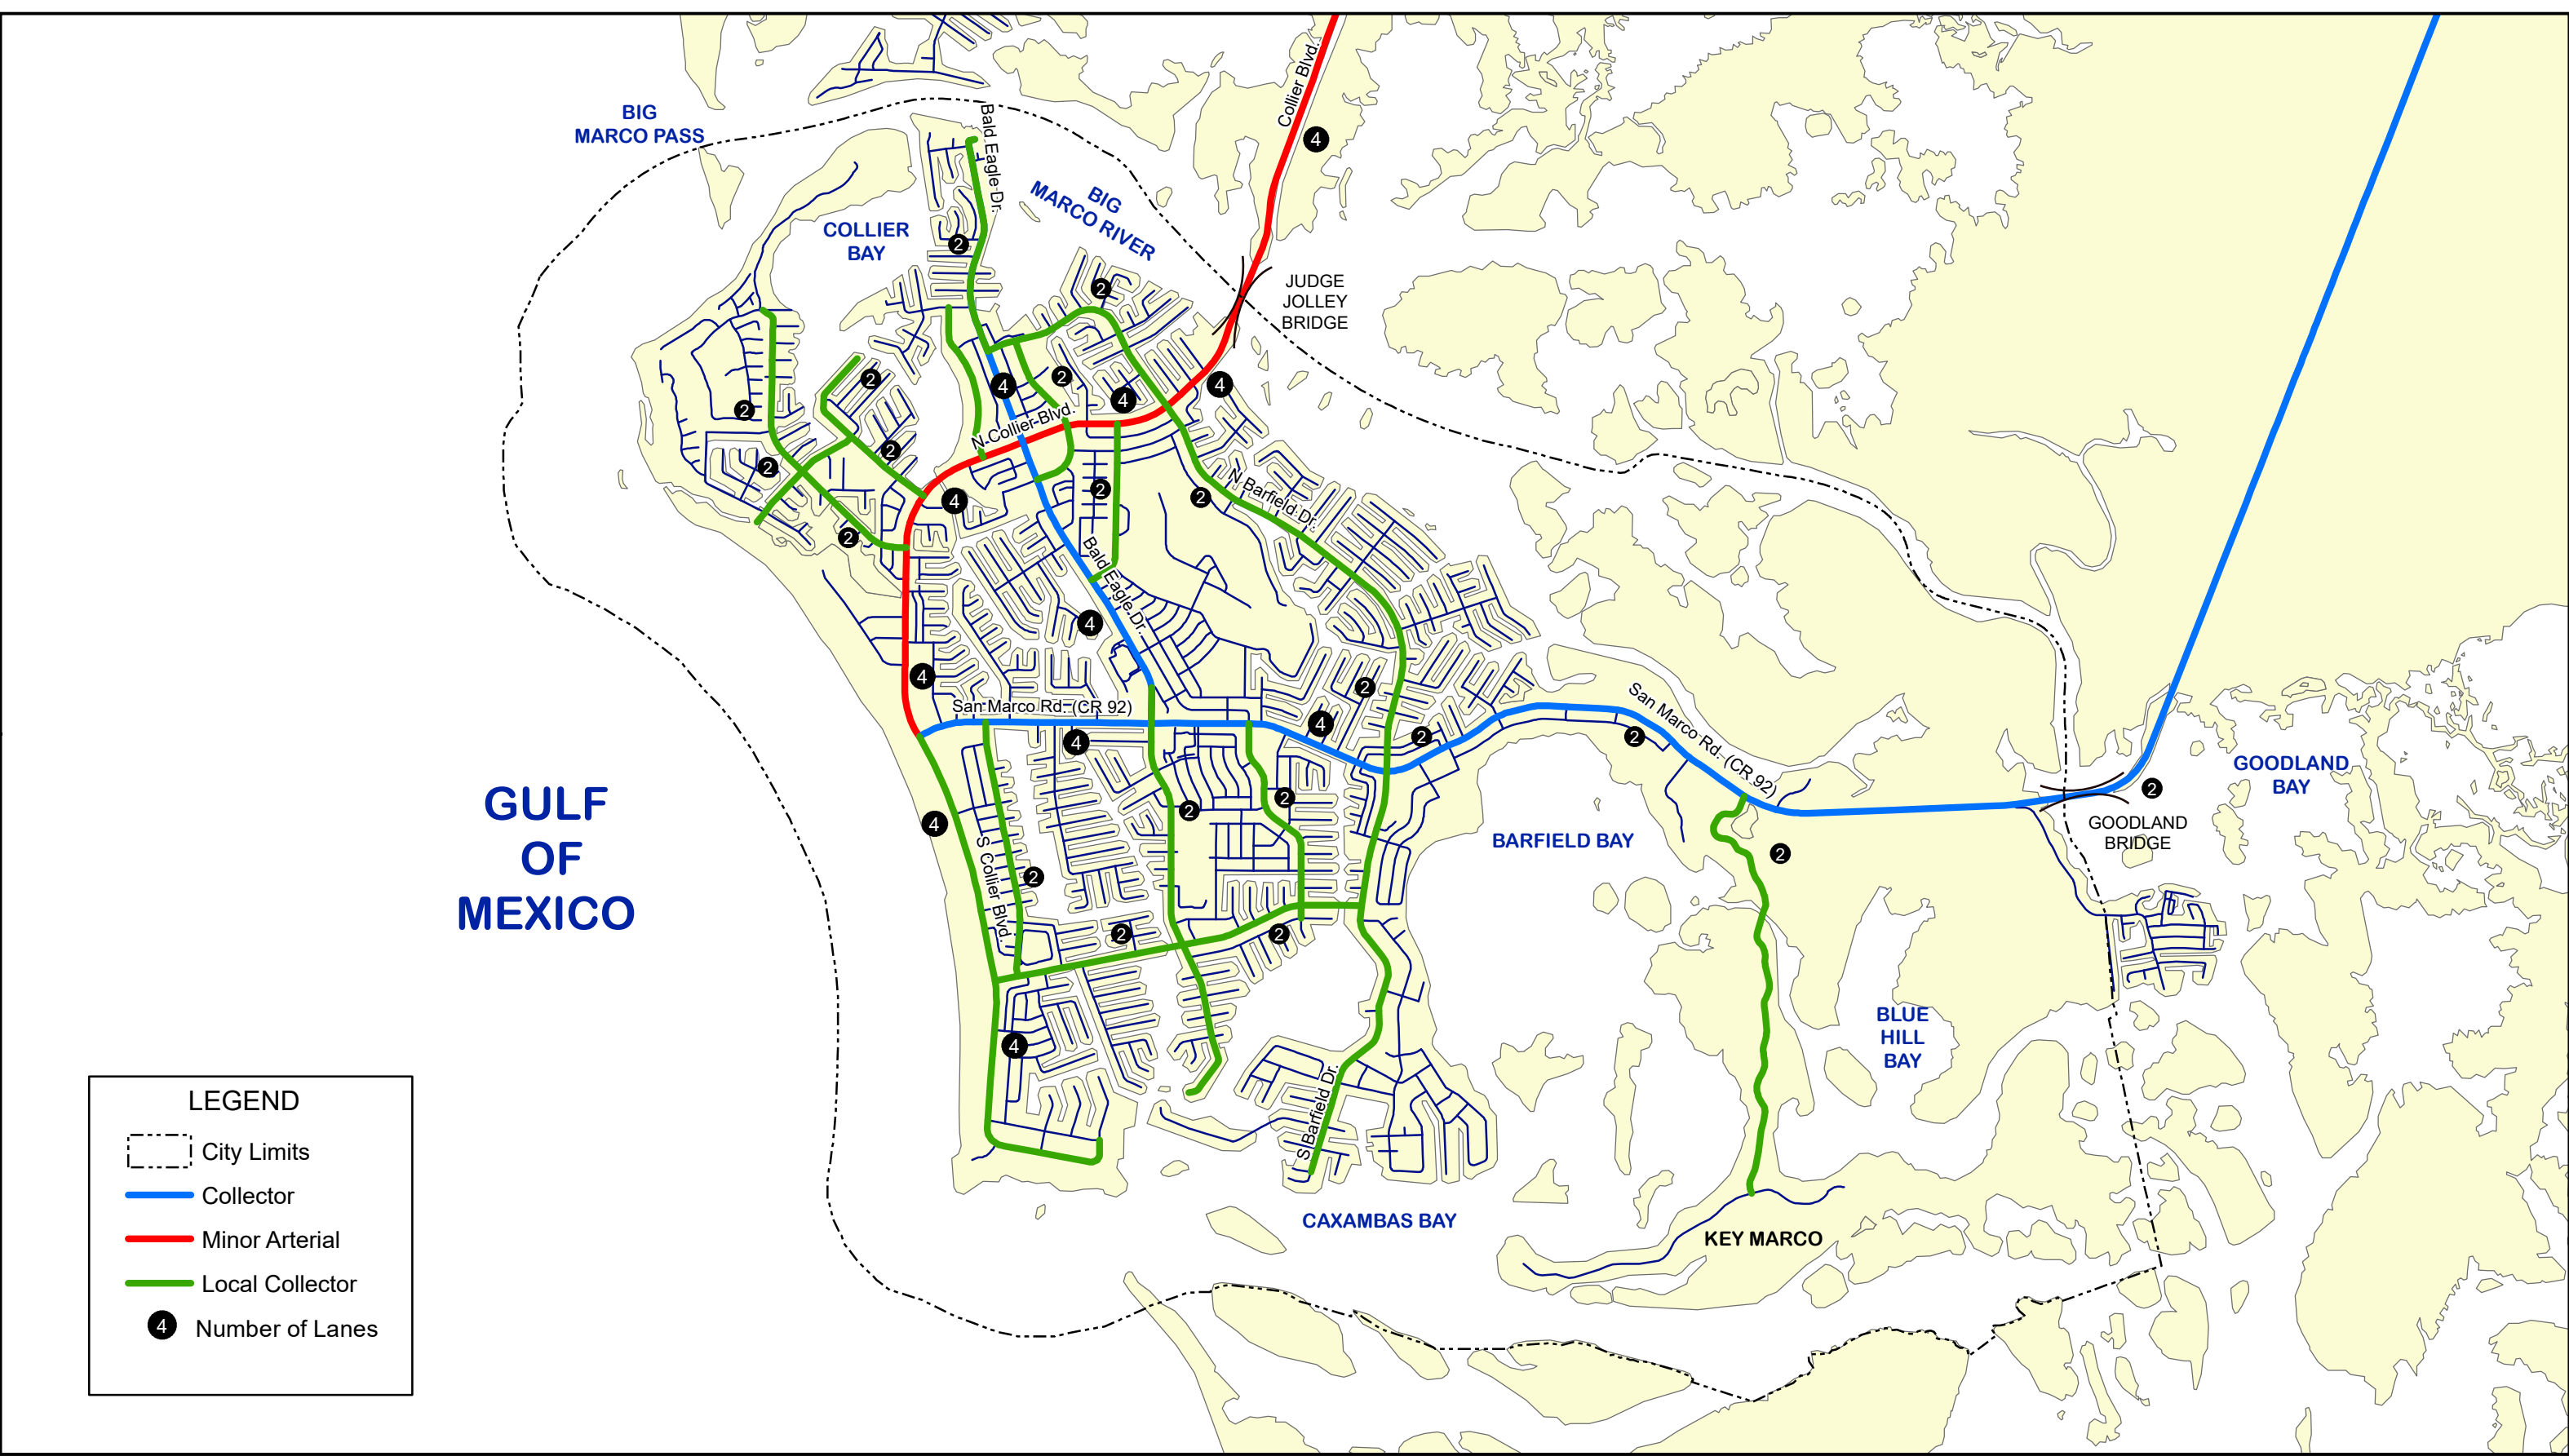 Collier Blvd.
4
BIG
MARCO PASS
Bald Eagle Dr.
BIG
MARCO RIVER
COLLIER
BAY
2
2
JUDGE
JOLLEY
BRIDGE
2
4
2
4
4
2
N Collier Blvd.
2
2
4
2
2
N Barfield Dr.
2
Bald Eagle Dr.
4
4
2
San Marco Rd. (CR 92)
4
4
2
2
San Marco Rd. (CR 92)
GOODLAND
BAY
2
GOODLAND
BRIDGE
GULF
OF
MEXICO
4
2
2
BARFIELD BAY
2
S Collier Blvd.
2
2
2
4
BLUE
HILL
BAY
S Barfield Dr.
CAXAMBAS BAY
KEY MARCO
LEGEND
City Limits
Collector
Minor Arterial
Local Collector
4 Number of Lanes